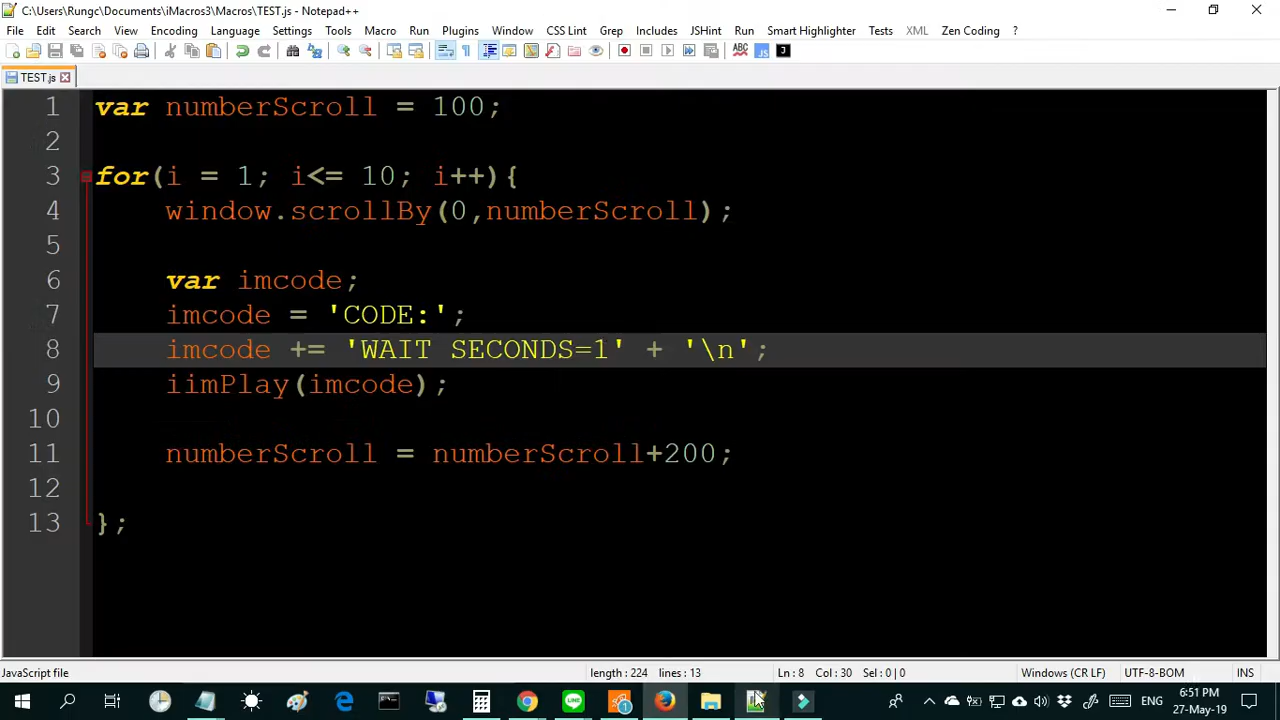 C:\Users\Rungc\Documents\iMacros3\Macros\TEST.js - Notepad++
File Edit Search View Encoding Language Settings Tools Macro Run Plugins Window CSS Lint Grep Includes JSHint Run Smart Highlighter Tests XML Zen Coding ?
ABC JS J
TEST.js
1 var numberScroll = 100;
2
3 for(i = 1; i<= 10; i++){
4 window.scrollBy(0,numberScroll);
5
6 var imcode;
7 imcode = 'CODE:';
8 imcode += 'WAIT SECONDS=1' + '\n';
9 iimPlay(imcode);
10
11 numberScroll = numberScroll+200;
12
13 };
JavaScript file length : 224 lines : 13 Ln : 8 Col : 30 Sel : 0 | 0 Windows (CR LF) UTF-8-BOM INS
LINE 1 ENG 6:51 PM
27-May-19